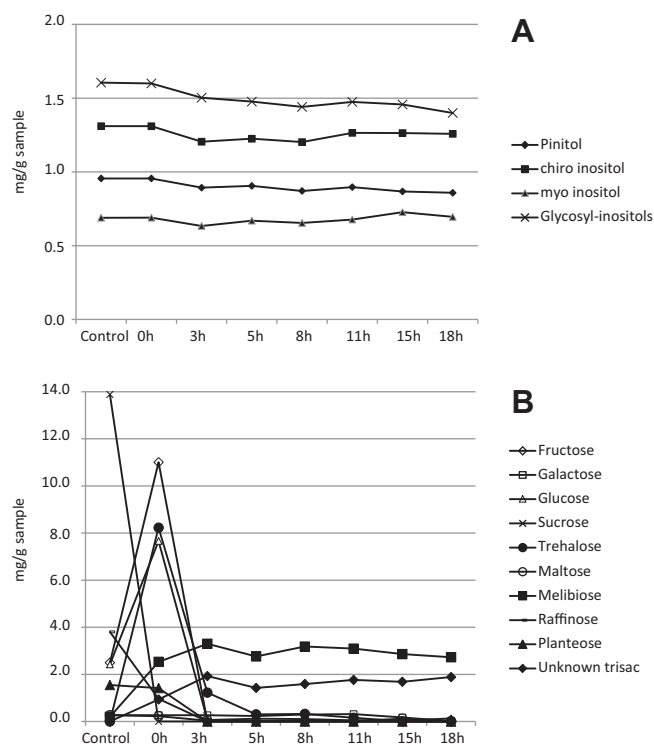 2.0
A
1.5
1.0
0.5
0.0
mg/g sample
Pinitol
chiro inositol
myo inositol
Glycosyl-inositols
Control 0h 3h 5h 8h 11h 15h 18h
14.0
B
12.0
10.0
8.0
6.0
4.0
2.0
0.0
mg/g sample
Fructose
Galactose
Glucose
Sucrose
Trehalose
Maltose
Melibiose
Raffinose
Planteose
Unknown trisac
Control 0h 3h 5h 8h 11h 15h 18h